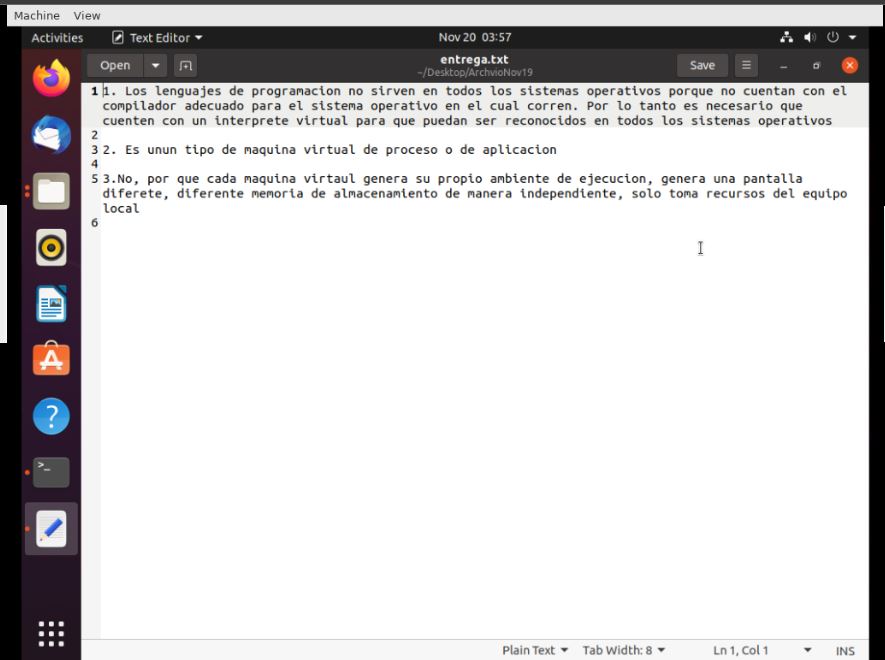 Machine View
Activities Text Editor Nov 20 03:57
Open entrega.txt Save
~/Desktop/ArchvioNov19
1 1. Los lenguajes de programacion no sirven en todos los sistemas operativos porque no cuentan con el
compilador adecuado para el sistema operativo en el cual corren. Por lo tanto es necesario que
cuenten con un interprete virtual para que puedan ser reconocidos en todos los sistemas operativos
2
3 2. Es unun tipo de maquina virtual de proceso o de aplicacion
4
5 3.No, por que cada maquina virtaul genera su propio ambiente de ejecucion, genera una pantalla
diferete, diferente memoria de almacenamiento de manera independiente, solo toma recursos del equipo
local
6
Plain Text Tab Width: 8 Ln 1, Col 1 INS